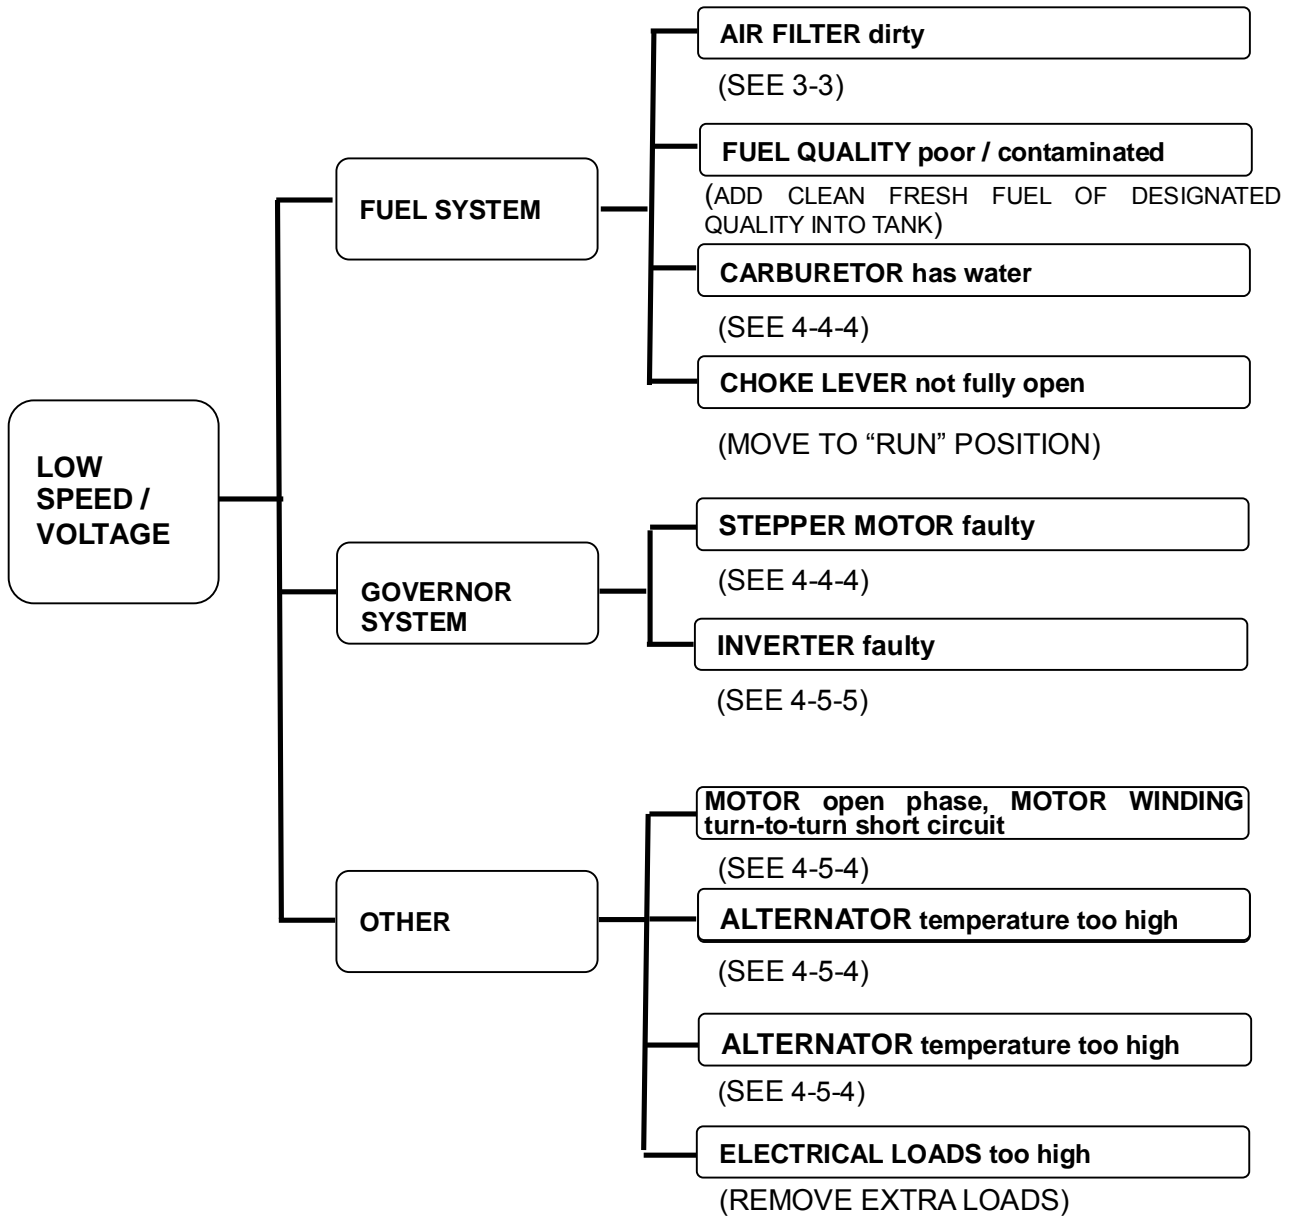 AIR FILTER dirty
(SEE 3-3)
FUEL QUALITY poor / contaminated
(ADD CLEAN FRESH FUEL OF DESIGNATED
QUALITY INTO TANK)
FUEL SYSTEM
CARBURETOR has water
(SEE 4-4-4)
CHOKE LEVER not fully open
(MOVE TO “RUN” POSITION)
LOW
SPEED /
VOLTAGE
STEPPER MOTOR faulty
(SEE 4-4-4)
GOVERNOR
SYSTEM
INVERTER faulty
(SEE 4-5-5)
MOTOR open phase, MOTOR WINDING
turn-to-turn short circuit
(SEE 4-5-4)
OTHER
ALTERNATOR temperature too high
(SEE 4-5-4)
ALTERNATOR temperature too high
(SEE 4-5-4)
ELECTRICAL LOADS too high
(REMOVE EXTRA LOADS)